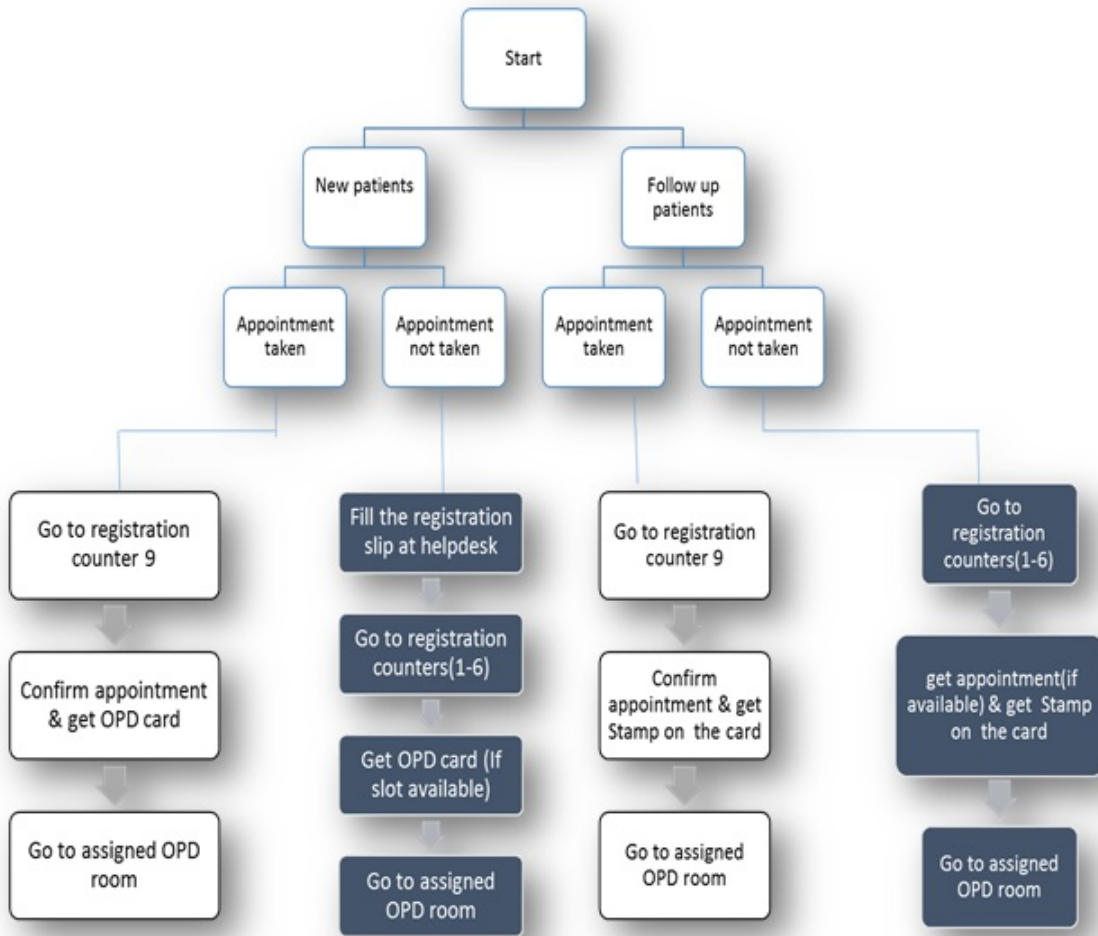 Start
New patients
Follow up
patients
Appointment
taken
Appointment
not taken
Appointment
taken
Appointment
not taken
Go to registration
counter 9
Confirm appointment
& get OPD card
Go to assigned OPD
room
Fill the registration
slip at helpdesk
Go to registration
counters(1-6)
Get OPD card (If
slot available)
Go to assigned
OPD room
Go to registration
counter 9
Confirm
appointment & get
Stamp on the card
Go to assigned
OPD room
Go to
registration
counters(1-6)
get appointment(if
available) & get Stamp
on the card
Go to assigned
OPD room